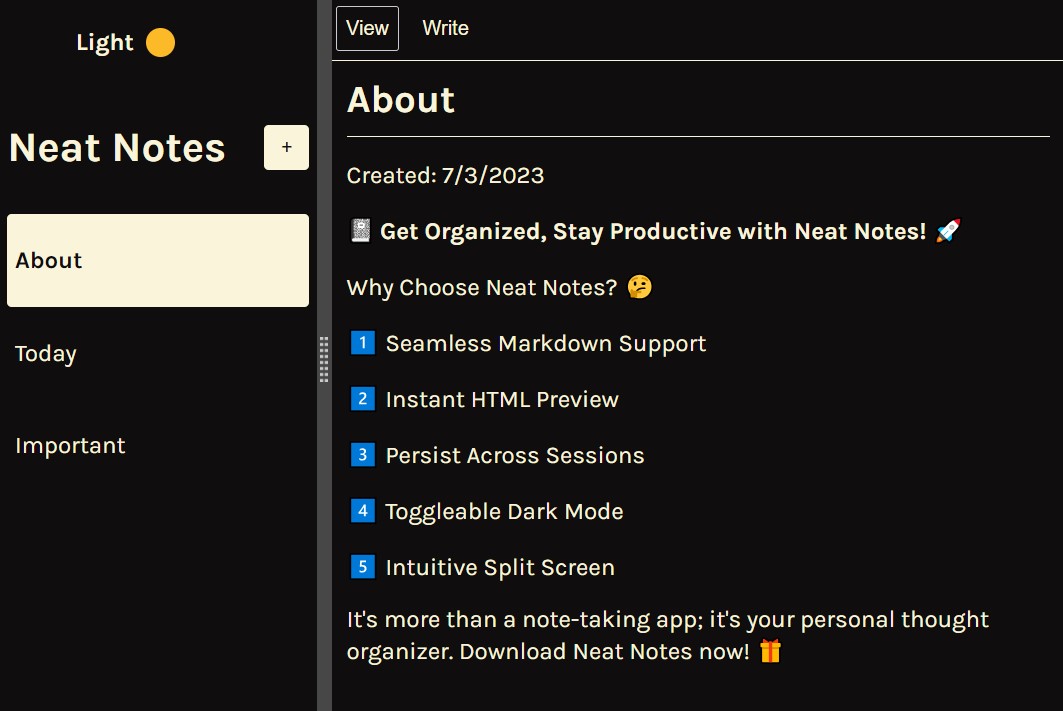 Light
Neat Notes
+
About
Today
Important
View
Write
About
Created: 7/3/2023
📓 Get Organized, Stay Productive with Neat Notes! 🚀
Why Choose Neat Notes? 🤔
1️⃣ Seamless Markdown Support
2️⃣ Instant HTML Preview
3️⃣ Persist Across Sessions
4️⃣ Toggleable Dark Mode
5️⃣ Intuitive Split Screen
It's more than a note-taking app; it's your personal thought
organizer. Download Neat Notes now! 🎁